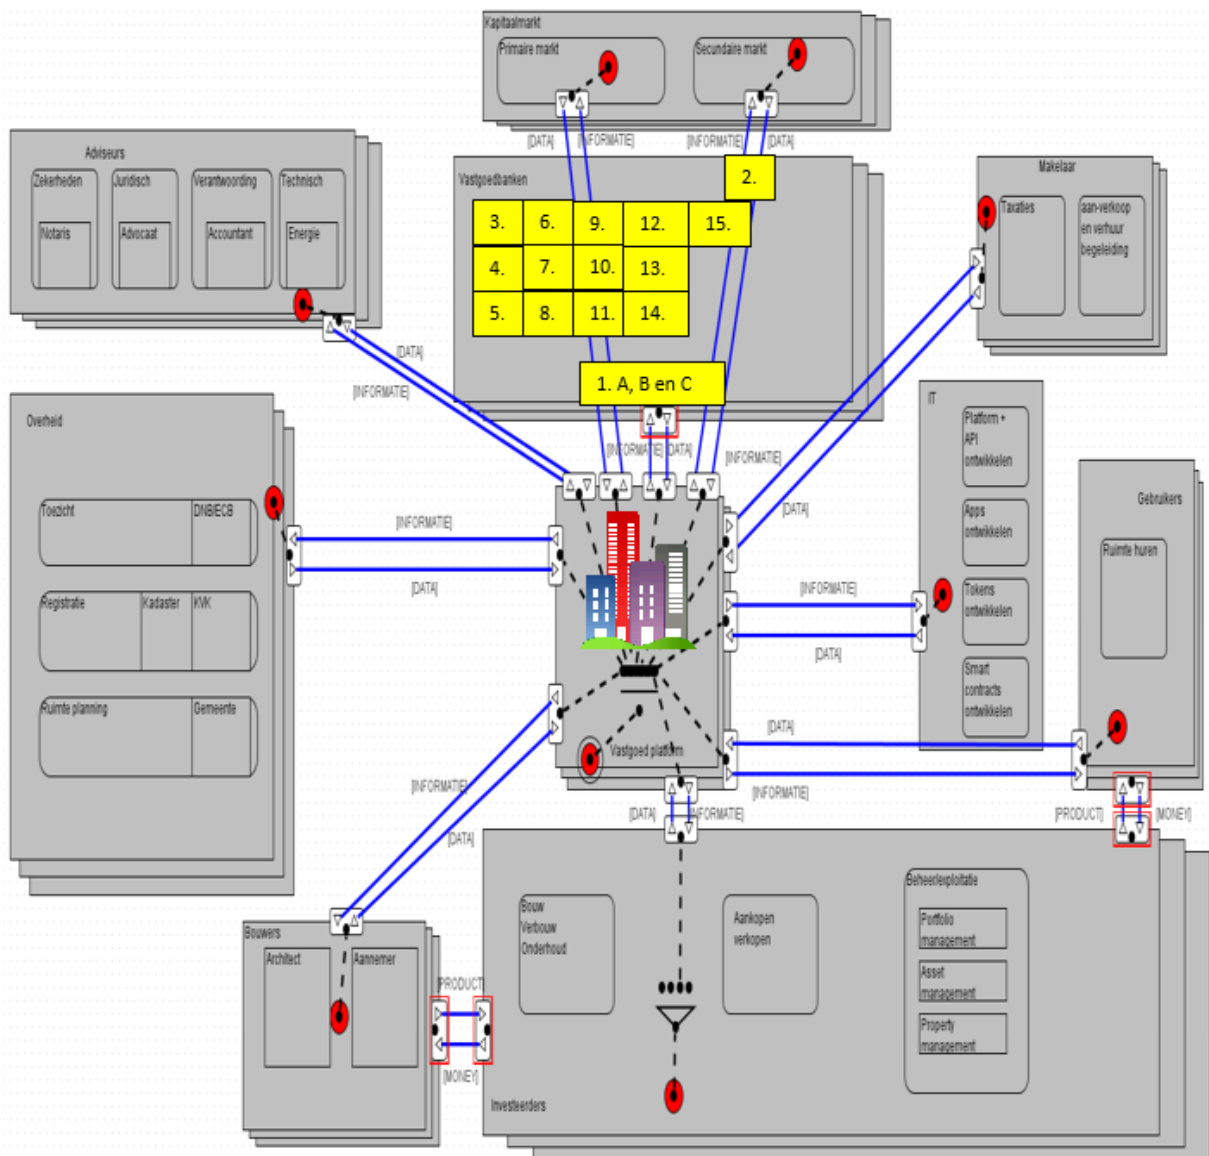 Kapitaalmarkt
Primaire markt
Secundaire markt
[DATA]
[INFORMATIE]
[INFORMATIE]
[DATA]
Adviseurs
Zekerheden
Juridisch
Verantwoording
Technisch
Notaris
Advocaat
Accountant
Energie
Vastgoedbanken
2.
3.
6.
9.
12.
15.
4.
7.
10.
13.
5.
8.
11.
14.
1. A, B en C
Makelaar
Taxaties
aan-verkoop
en verhuur
begeleiding
[DATA]
[INFORMATIE]
[INFORMATIE]
[DATA]
[INFORMATIE]
[DATA]
Overheid
Toezicht
DNB/ECB
Registratie
Kadaster
KVK
Ruimte planning
Gemeente
[INFORMATIE]
[DATA]
IT
Platform +
API
ontwikkelen
Apps
ontwikkelen
Tokens
ontwikkelen
Smart
contracts
ontwikkelen
[INFORMATIE]
[DATA]
Gebruikers
Ruimte huren
Vastgoed platform
[DATA]
[INFORMATIE]
[INFORMATIE]
[DATA]
[DATA]
[INFORMATIE]
[PRODUCT]
[MONEY]
Bouwers
Architect
Aannemer
[PRODUCT]
[MONEY]
Bouw
Verbouw
Onderhoud
Aankopen
verkopen
Beheer/exploitatie
Portfolio
management
Asset
management
Property
management
Investeerders